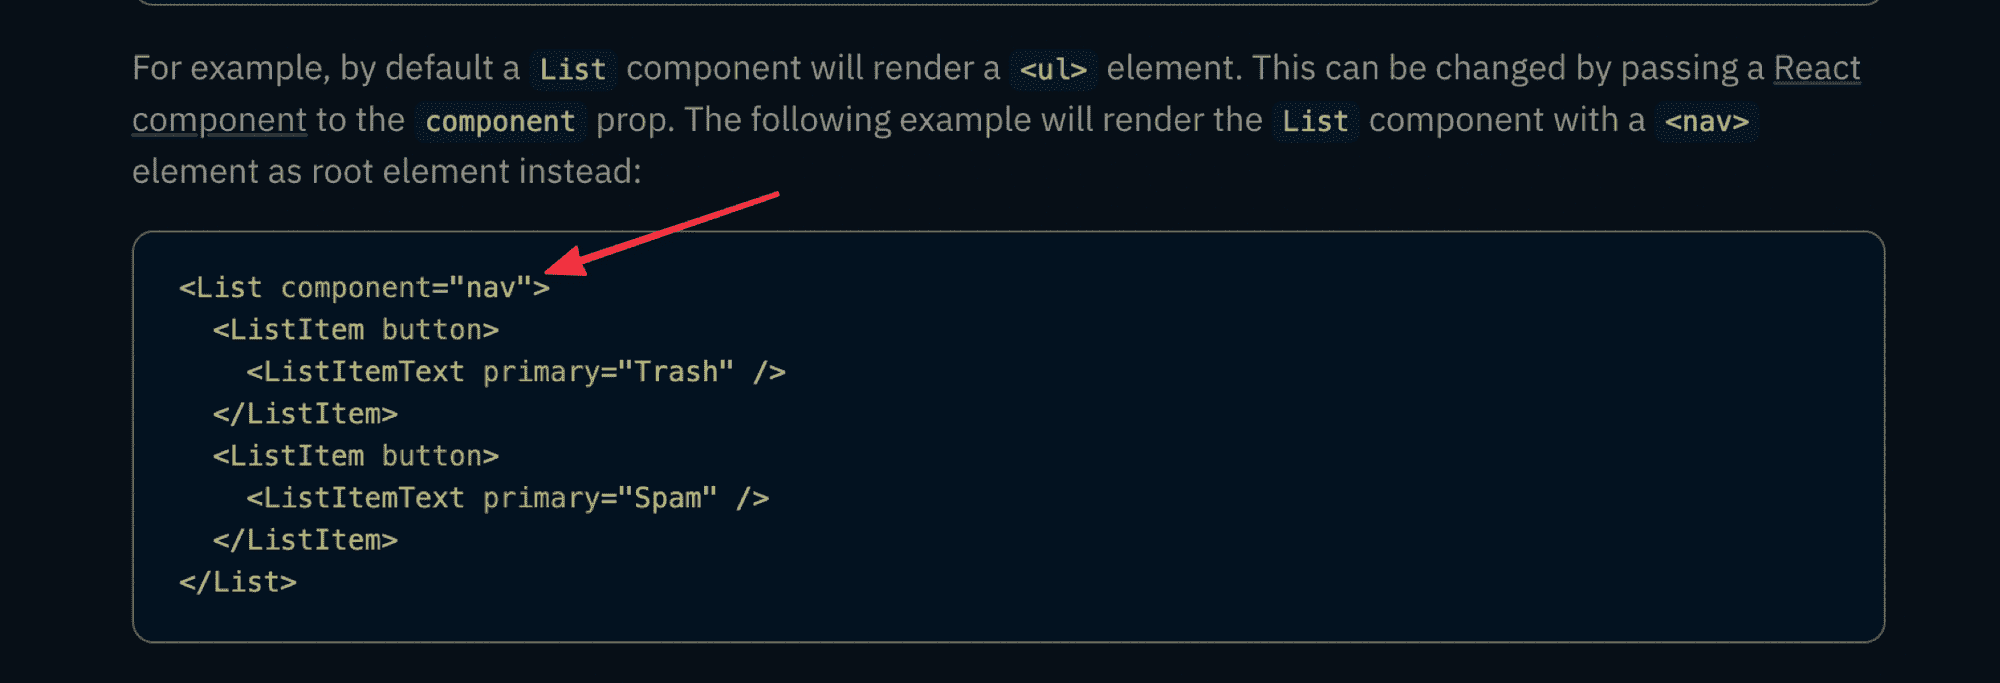 For example, by default a List component will render a <ul> element. This can be changed by passing a React
component to the component prop. The following example will render the List component with a <nav>
element as root element instead:
<List component="nav">
  <ListItem button>
    <ListItemText primary="Trash" />
  </ListItem>
  <ListItem button>
    <ListItemText primary="Spam" />
  </ListItem>
</List>